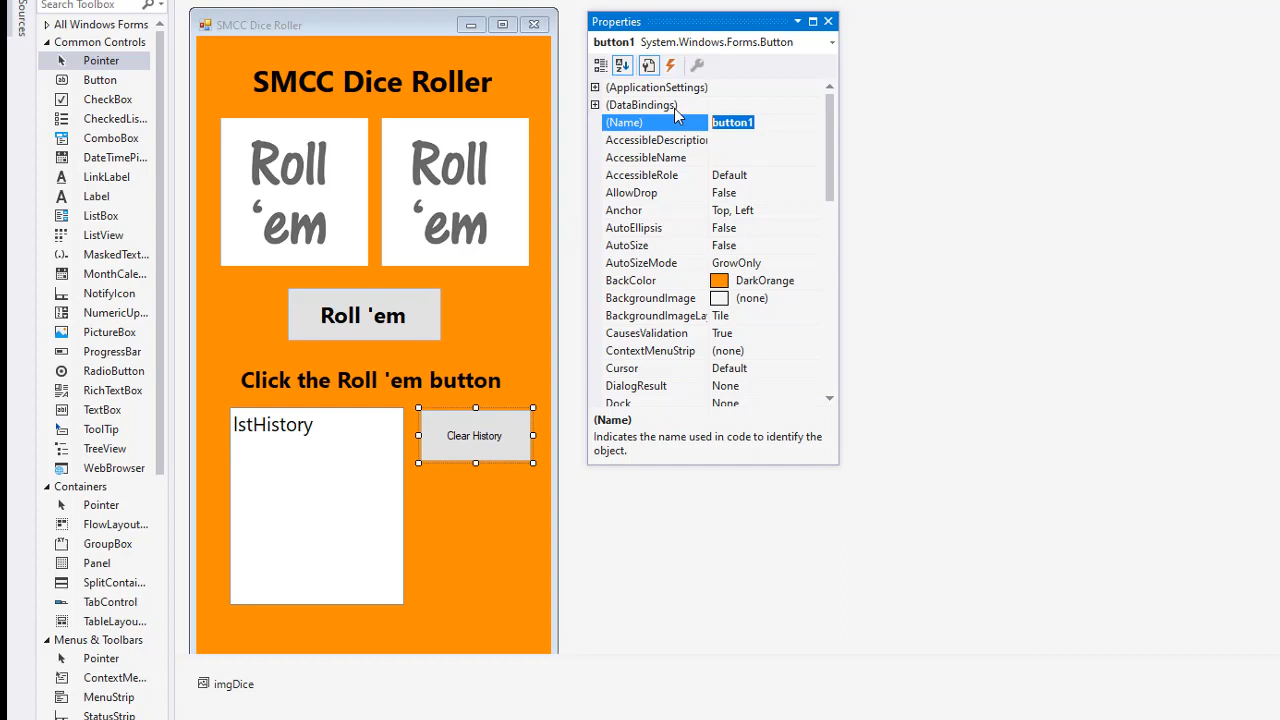 Sources
Search Toolbox
All Windows Forms
Common Controls
Pointer
Button
CheckBox
CheckedLis...
ComboBox
DateTimePi...
LinkLabel
Label
ListBox
ListView
MaskedText...
MonthCale...
NotifyIcon
NumericUp...
PictureBox
ProgressBar
RadioButton
RichTextBox
TextBox
ToolTip
TreeView
WebBrowser
Containers
Pointer
FlowLayout...
GroupBox
Panel
SplitContai...
TabControl
TableLayou...
Menus & Toolbars
Pointer
ContextMe...
MenuStrip
StatusStrip
SMCC Dice Roller
SMCC Dice Roller
Roll
‘em
Roll
‘em
Roll 'em
Click the Roll 'em button
lstHistory
Clear History
imgDice
Properties
button1 System.Windows.Forms.Button
(ApplicationSettings)
(DataBindings)
(Name) button1
AccessibleDescription
AccessibleName
AccessibleRole Default
AllowDrop False
Anchor Top, Left
AutoEllipsis False
AutoSize False
AutoSizeMode GrowOnly
BackColor DarkOrange
BackgroundImage (none)
BackgroundImageLa Tile
CausesValidation True
ContextMenuStrip (none)
Cursor Default
DialogResult None
Dock None
(Name)
Indicates the name used in code to identify the
object.